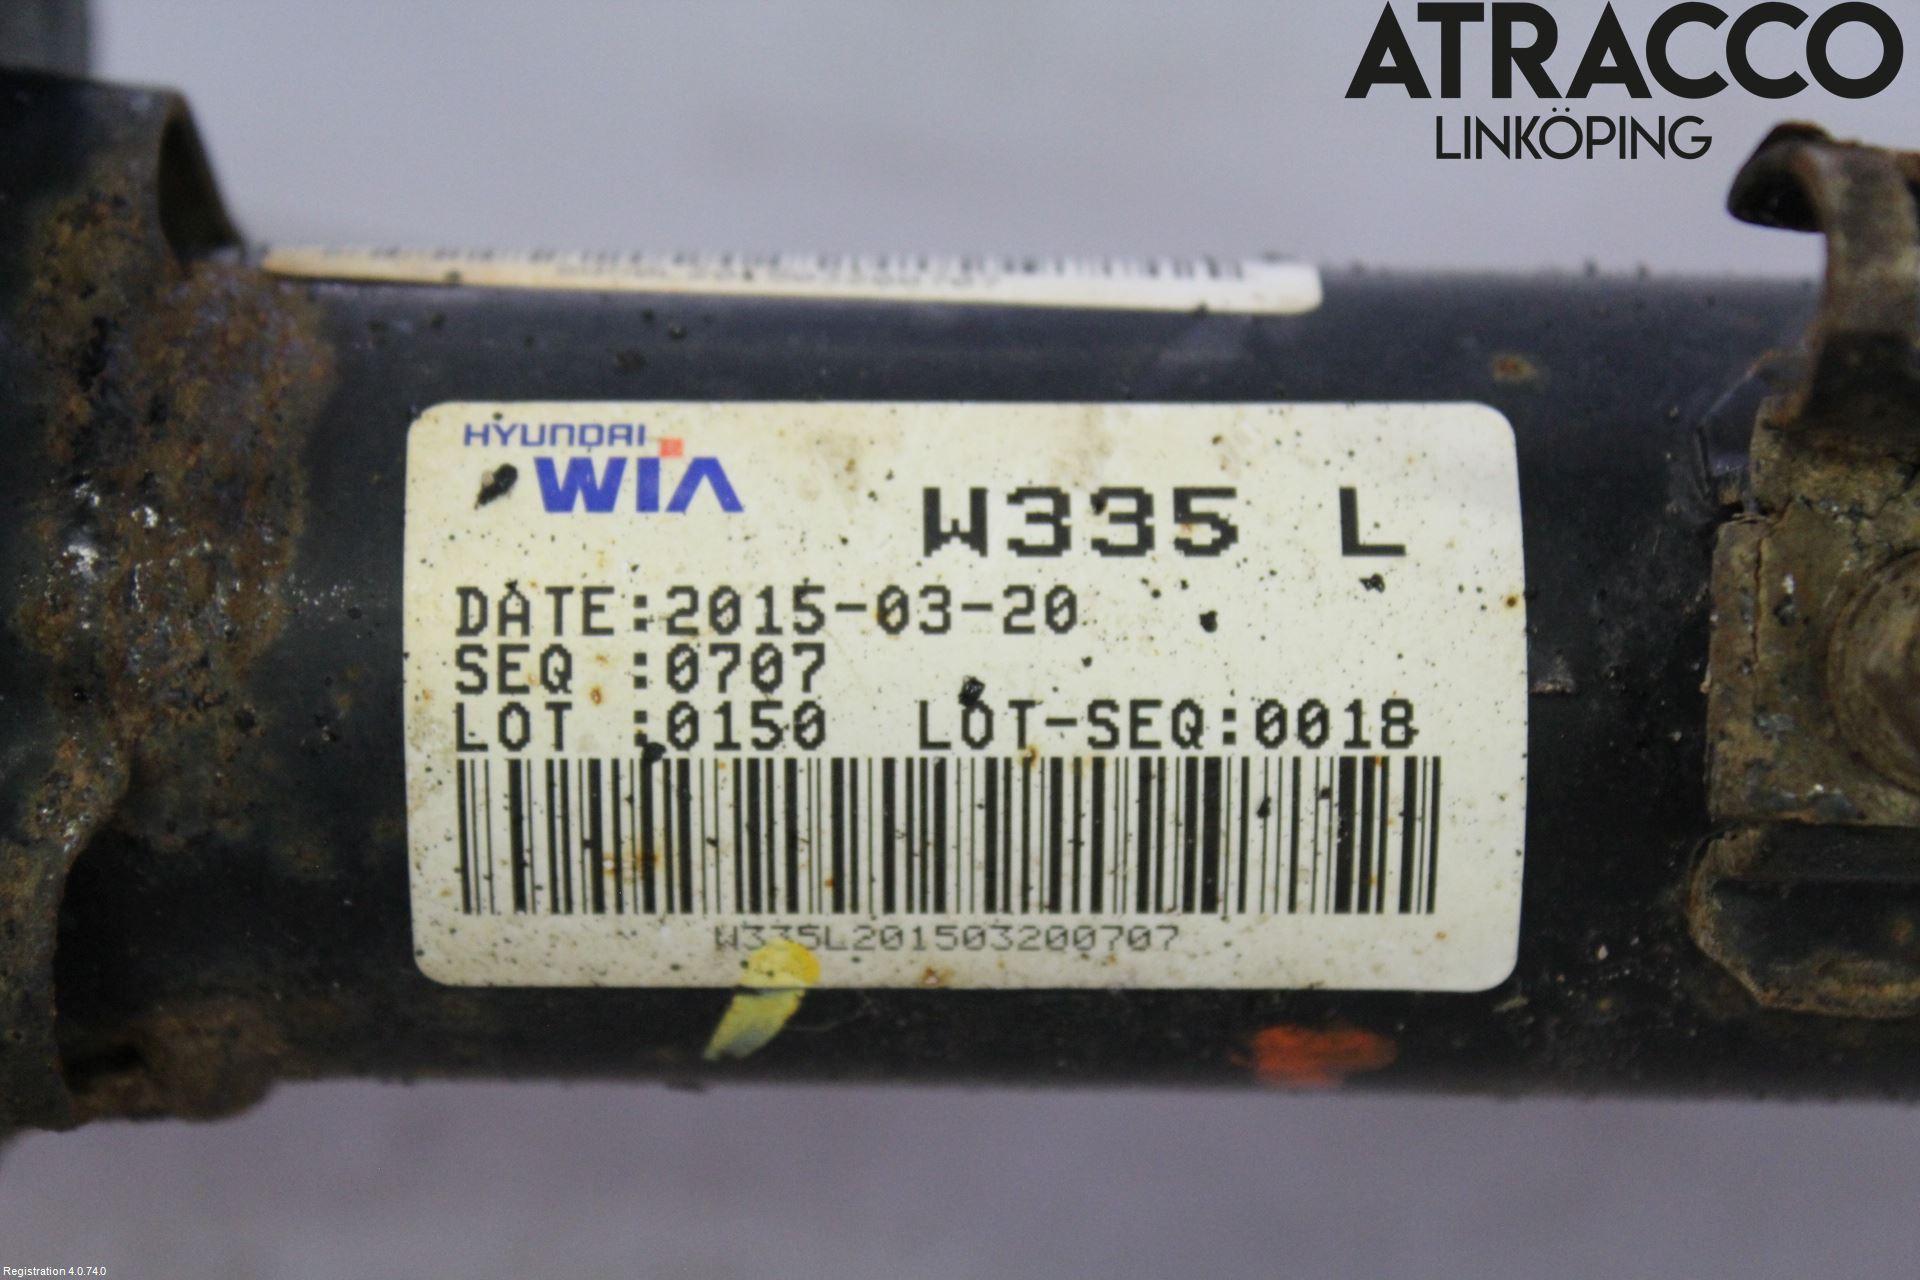 ATRACCO
LINKÖPING
HYUNDAI
WIA
W335 L
DATE:2015-03-20
SEQ :0707
LOT :0150 LOT-SEQ:0018
W335L201503200707
Registration 4.0.74.0